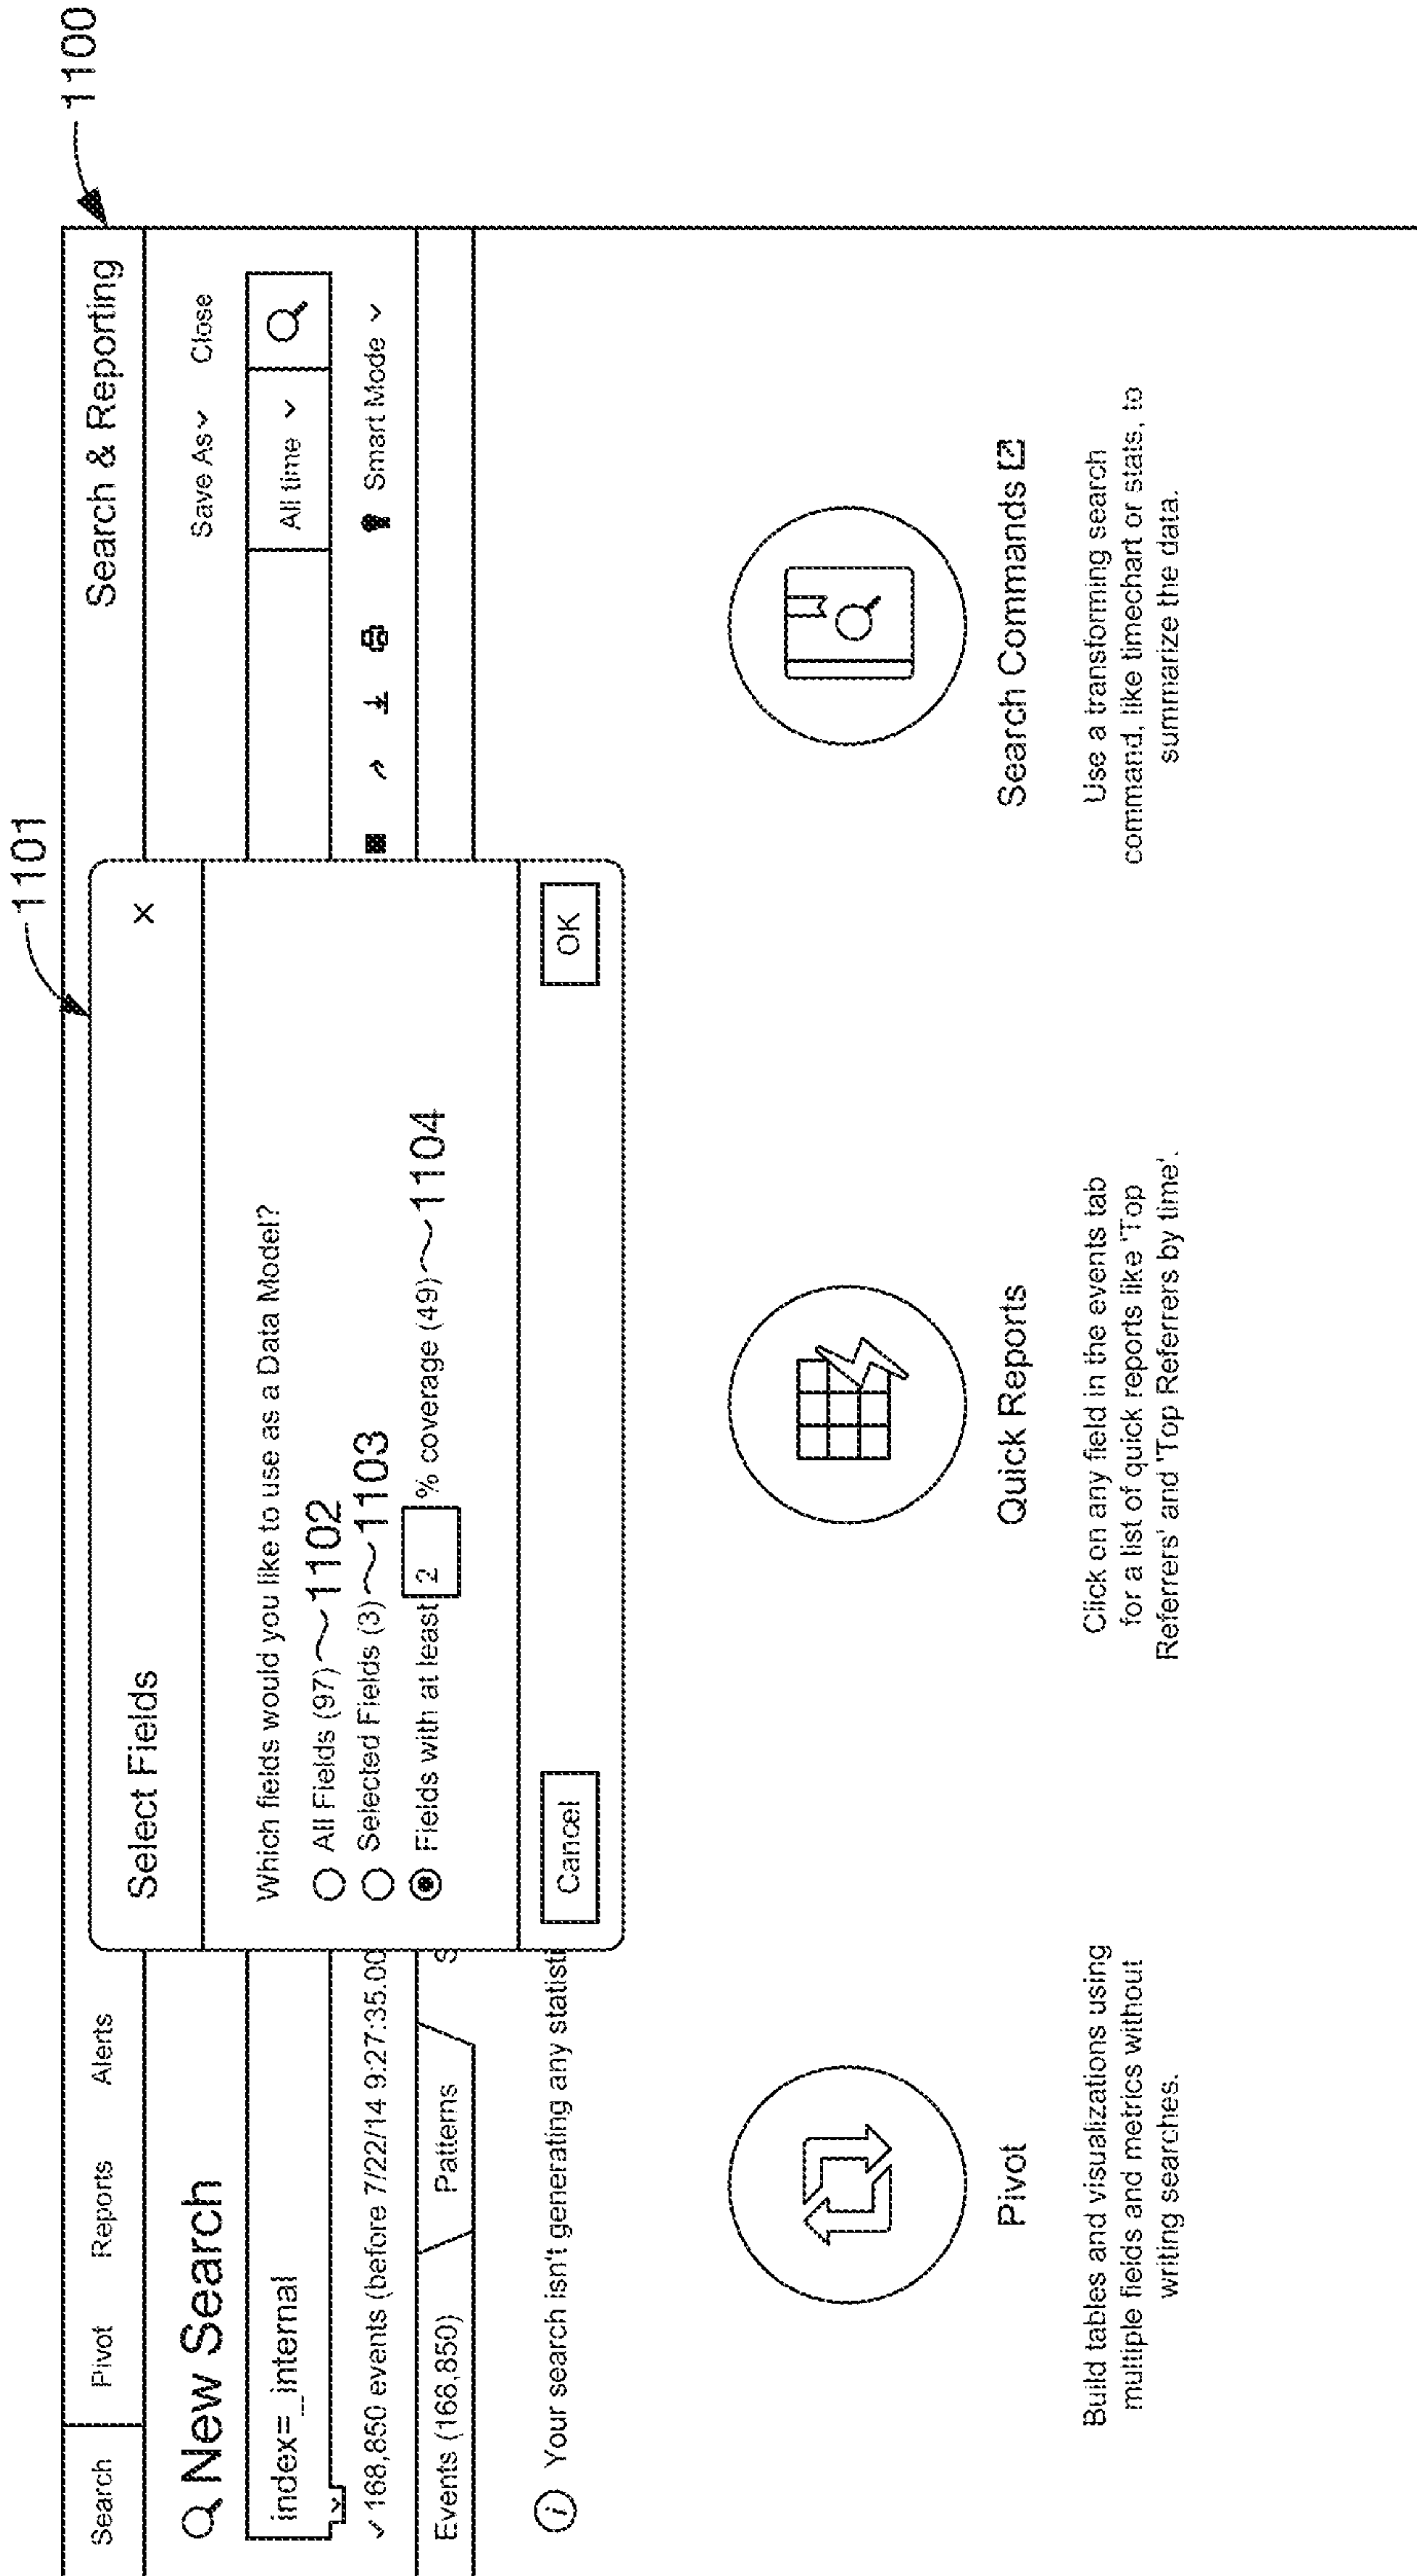 1100
1101
Search Pivot Reports Alerts Search & Reporting
New Search
Save As Close
index=_internal
All time
168,850 events (before 7/22/14 9:27:35.00
Smart Mode
Events (168,850) Patterns S
Your search isn't generating any statisti
Select Fields X
Which fields would you like to use as a Data Model?
All Fields (97) 1102
Selected Fields (3) 1103
Fields with at least 2 % coverage (49) 1104
Cancel OK
Pivot
Build tables and visualizations using
multiple fields and metrics without
writing searches.
Quick Reports
Click on any field in the events tab
for a list of quick reports like 'Top
Referrers' and 'Top Referrers by time'.
Search Commands
Use a transforming search
command, like timechart or stats, to
summarize the data.